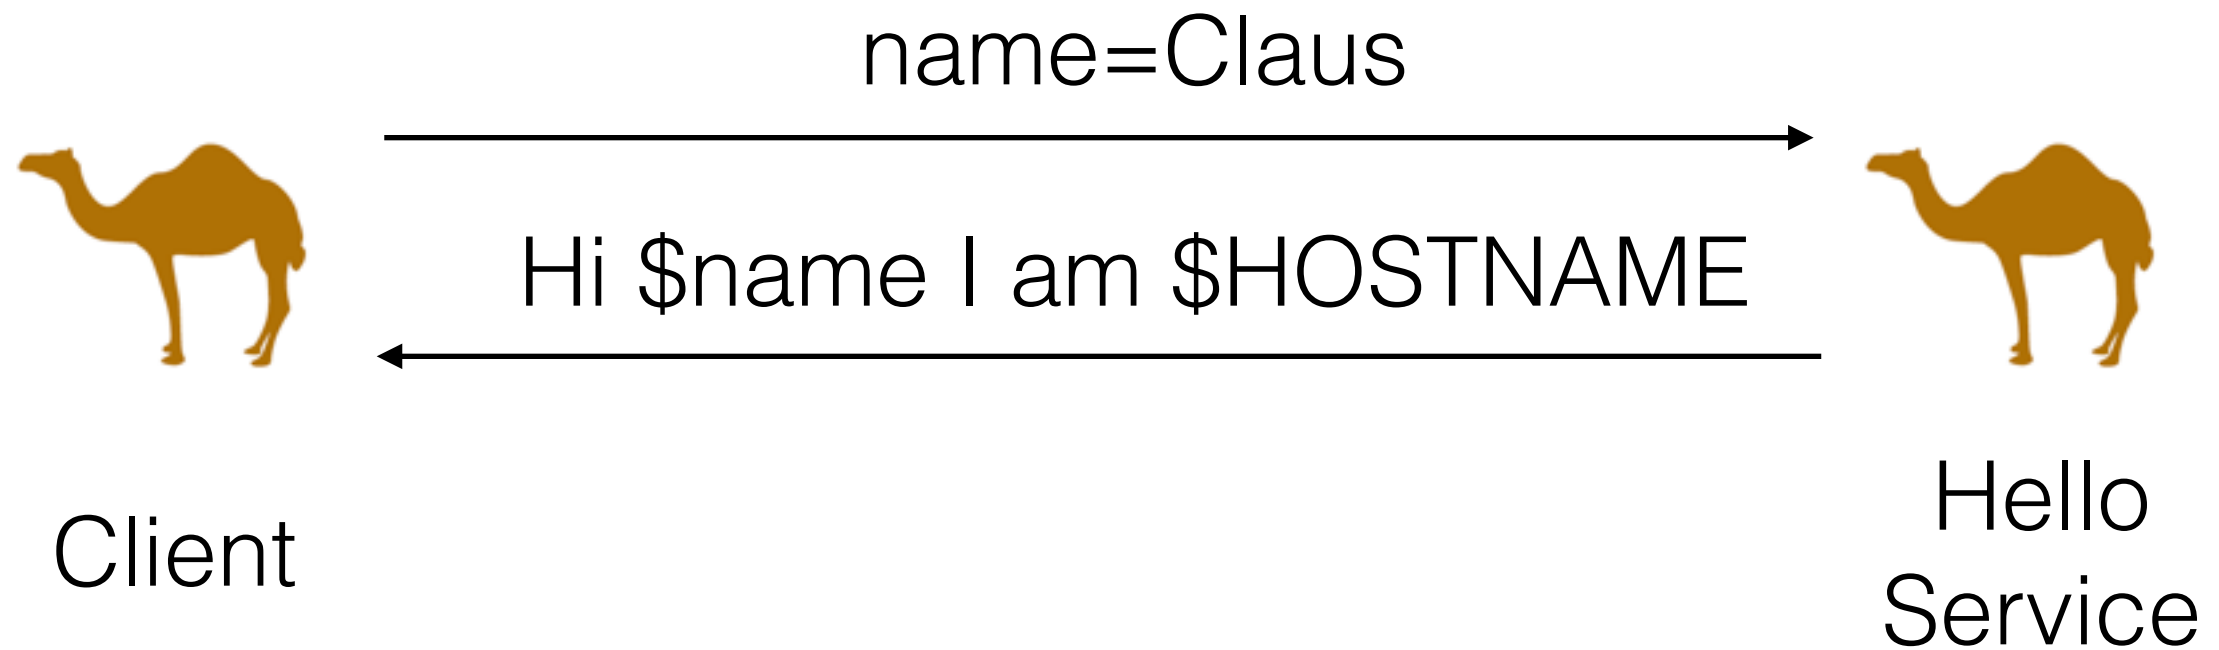 name=Claus
Hi $name I am $HOSTNAME
Client
Hello
Service